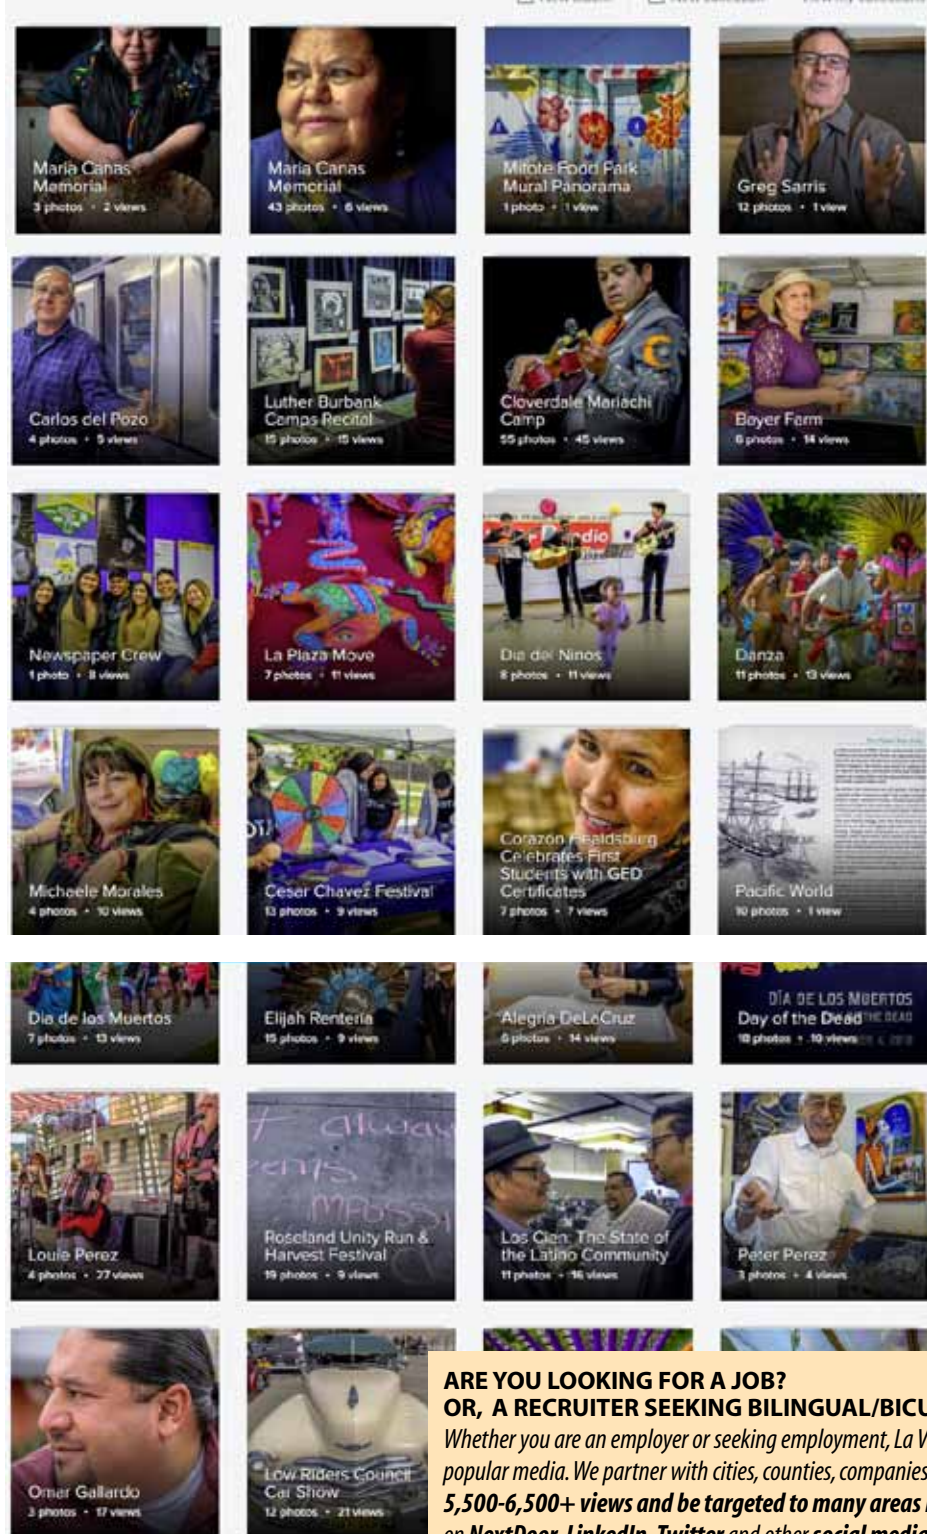 Maria Canas
Memorial
3 photos • 2 views
Maria Canas
Memorial
43 photos • 6 views
Mitote Food Park
Mural Panorama
1 photo • 1 view
Greg Sarris
12 photos • 1 view
Carlos del Pozo
4 photos • 5 views
Luther Burbank
Camps Recital
15 photos • 15 views
Cloverdale Mariachi
Camp
55 photos • 45 views
Boyer Farm
6 photos • 14 views
Newspaper Crew
1 photo • 8 views
La Plaza Move
7 photos • 11 views
Dia del Ninos
8 photos • 11 views
Danza
11 photos • 13 views
Michaele Morales
4 photos • 10 views
Cesar Chavez Festival
13 photos • 9 views
Corazon Healdsburg
Celebrates First
Students with GED
Certificates
7 photos • 7 views
Pacific World
10 photos • 1 view
Dia de los Muertos
7 photos • 13 views
Elijah Renteria
15 photos • 9 views
Alegria DeLaCruz
6 photos • 14 views
DÍA DE LOS MUERTOS
Day of the Dead
THE DEAD
18 photos • 10 views
Louie Perez
4 photos • 27 views
Roseland Unity Run &
Harvest Festival
19 photos • 9 views
Los Cien: The State of
the Latino Community
11 photos • 16 views
Peter Perez
3 photos • 4 views
Omar Gallardo
3 photos • 17 views
Low Riders Council
Car Show
12 photos • 21 views
ARE YOU LOOKING FOR A JOB?
OR, A RECRUITER SEEKING BILINGUAL/BICU
Whether you are an employer or seeking employment, La V
popular media. We partner with cities, counties, companies
5,500-6,500+ views and be targeted to many areas
on NextDoor, LinkedIn, Twitter and other social media